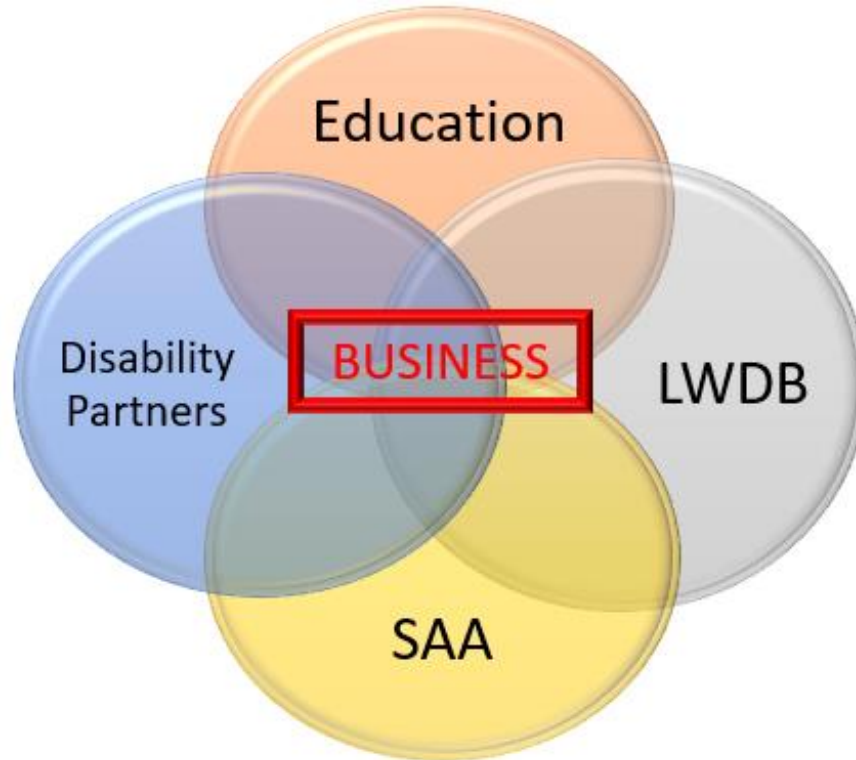 Education
Disability
Partners
BUSINESS
LWDB
SAA